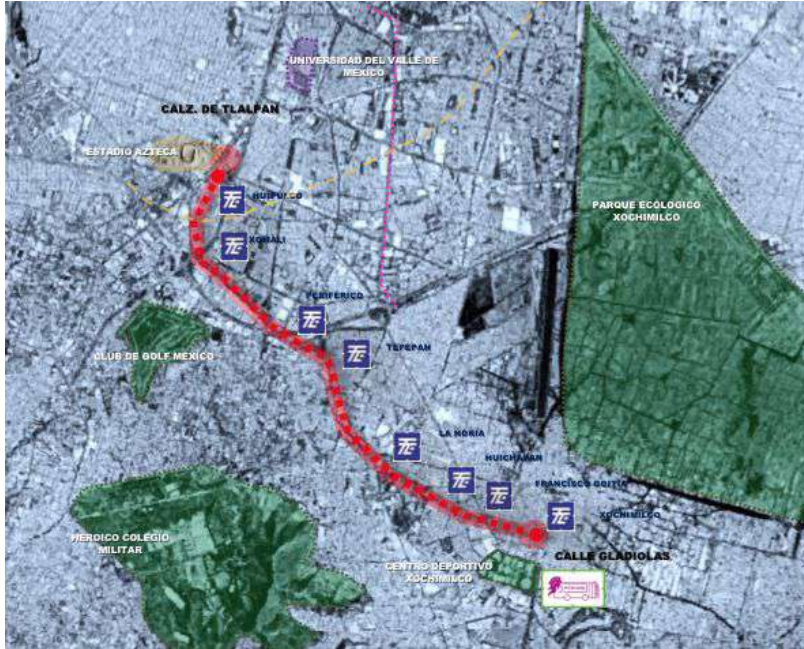 UNIVERSIDAD DEL VALLE DE
MÉXICO
CALZ. DE TLALPAN
ESTADIO AZTECA
HUIPULCO
XOMALI
PARQUE ECOLOGICO
XOCHIMILCO
PERIFERICO
TEPEPAN
CLUB DE GOLF MÉXICO
LA NORIA
HUICHAPAN
FRANCISCO GOITIA
XOCHIMILCO
HEROICO COLEGIO
MILITAR
CALLE GLADIOLAS
CENTRO DEPORTIVO
XOCHIMILCO